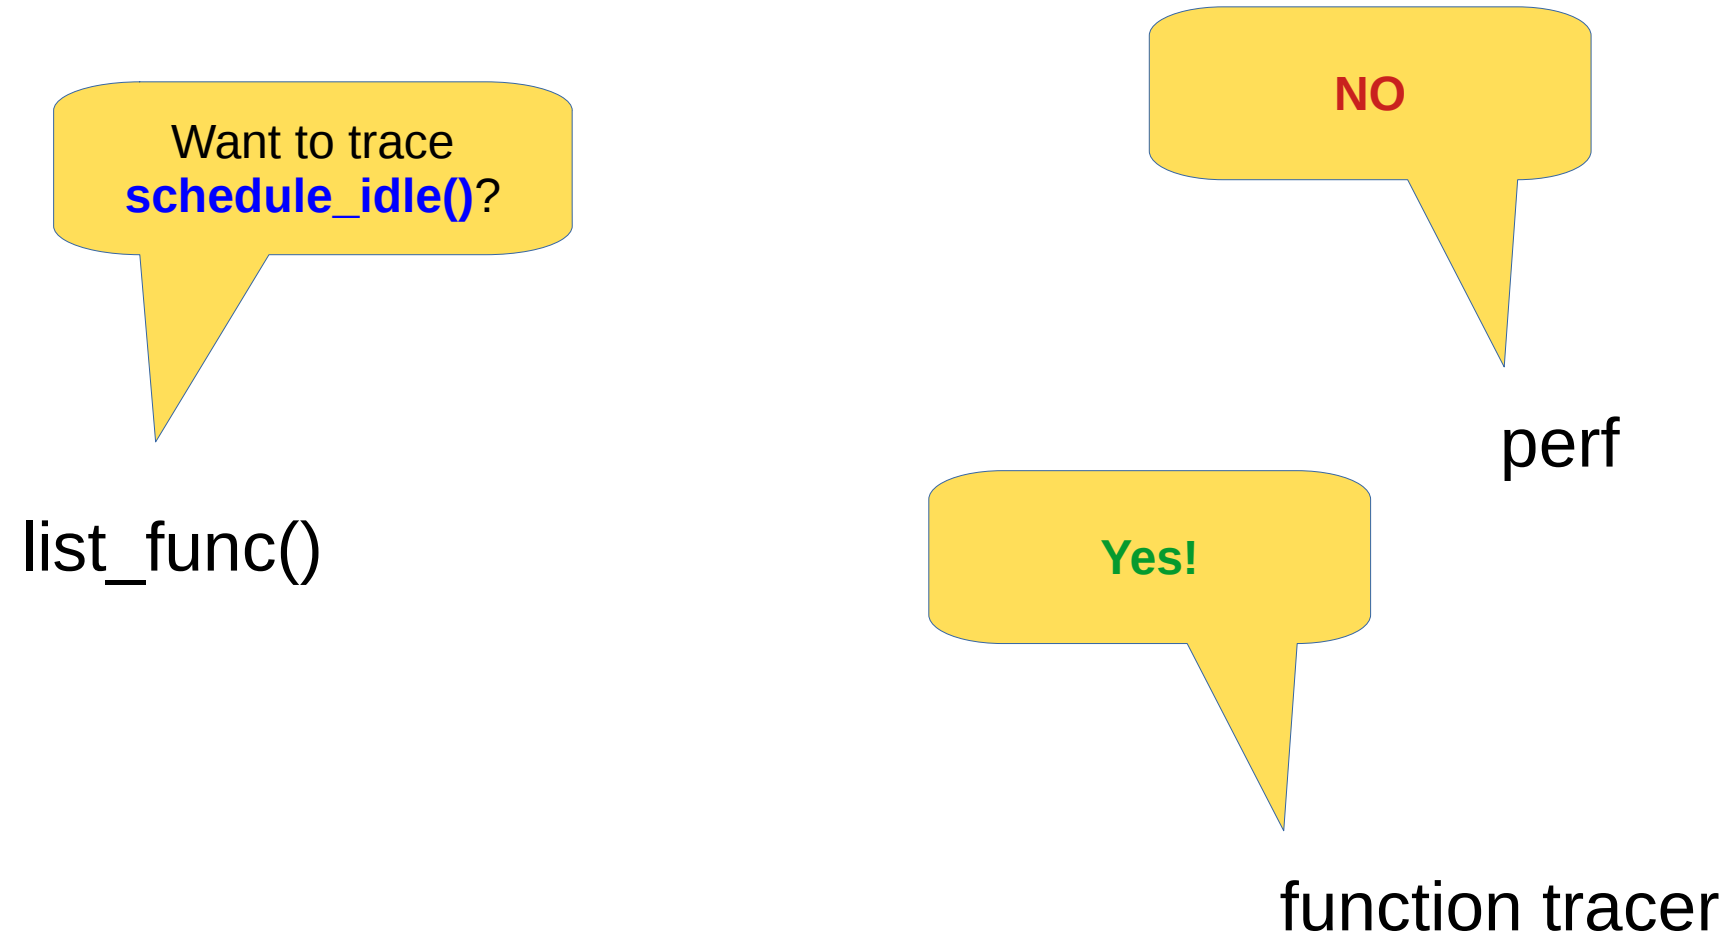 Want to trace
schedule_idle()?
list_func()
NO
perf
Yes!
function tracer